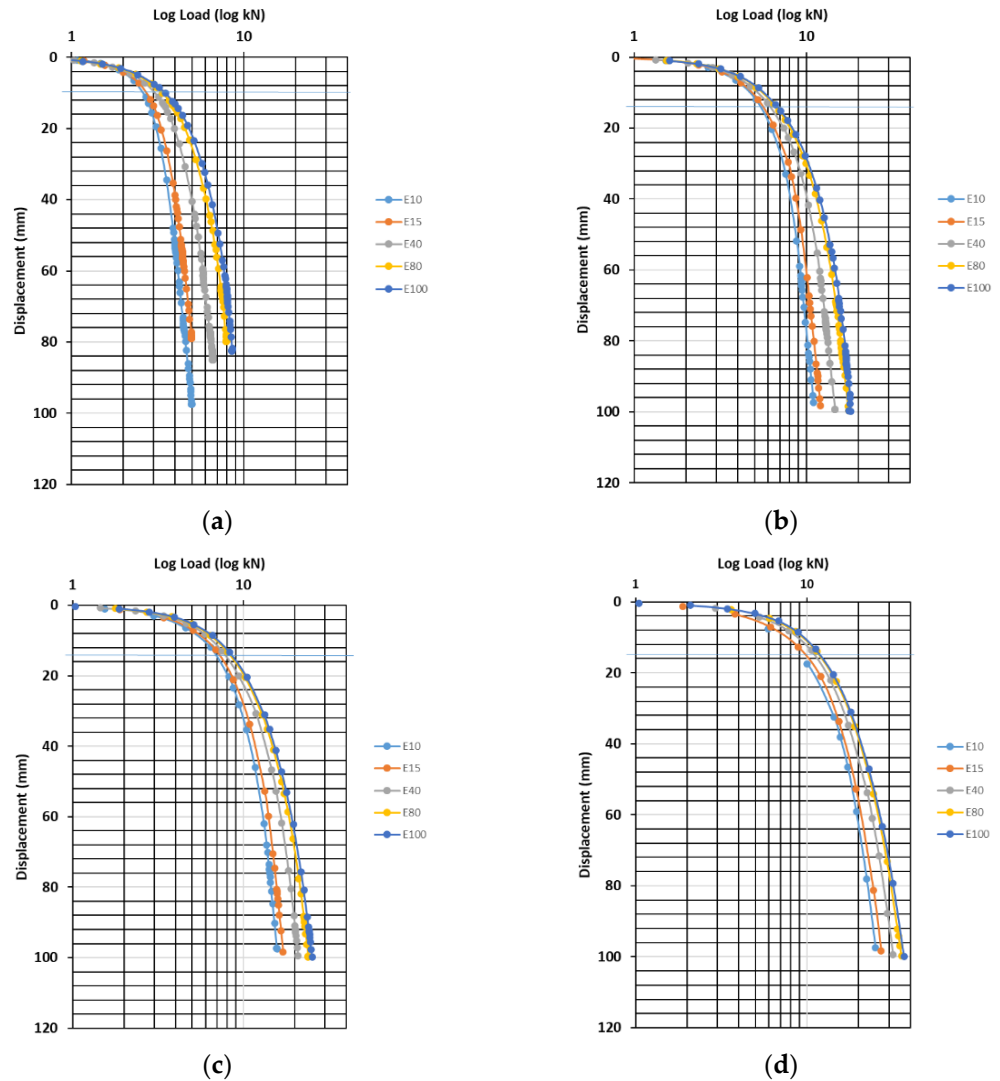 Log Load (log kN)
1 10
0
20
40
60
80
100
120
Displacement (mm)
E10
E15
E40
E80
E100
(a)
Log Load (log kN)
1 10
0
20
40
60
80
100
120
Displacement (mm)
E10
E15
E40
E80
E100
(b)
Log Load (log kN)
1 10
0
20
40
60
80
100
120
Displacement (mm)
E10
E15
E40
E80
E100
(c)
Log Load (log kN)
1 10
0
20
40
60
80
100
120
Displacement (mm)
E10
E15
E40
E80
E100
(d)